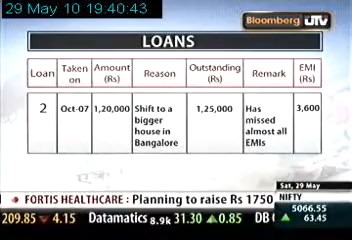 29 May 10 19:40:43
Bloomberg UTV
LOANS
Loan Taken on Amount (Rs) Reason Outstanding (Rs) Remark EMI (Rs)
2 Oct-07 1,20,000 Shift to a bigger house in Bangalore 1,25,000 Has missed almost all EMIs 3,600
Sat, 29 May
FORTIS HEALTHCARE : Planning to raise Rs 1750
NIFTY
5066.55
63.45
209.85 4.15 Datamatics 8.9k 31.30 0.85 DB